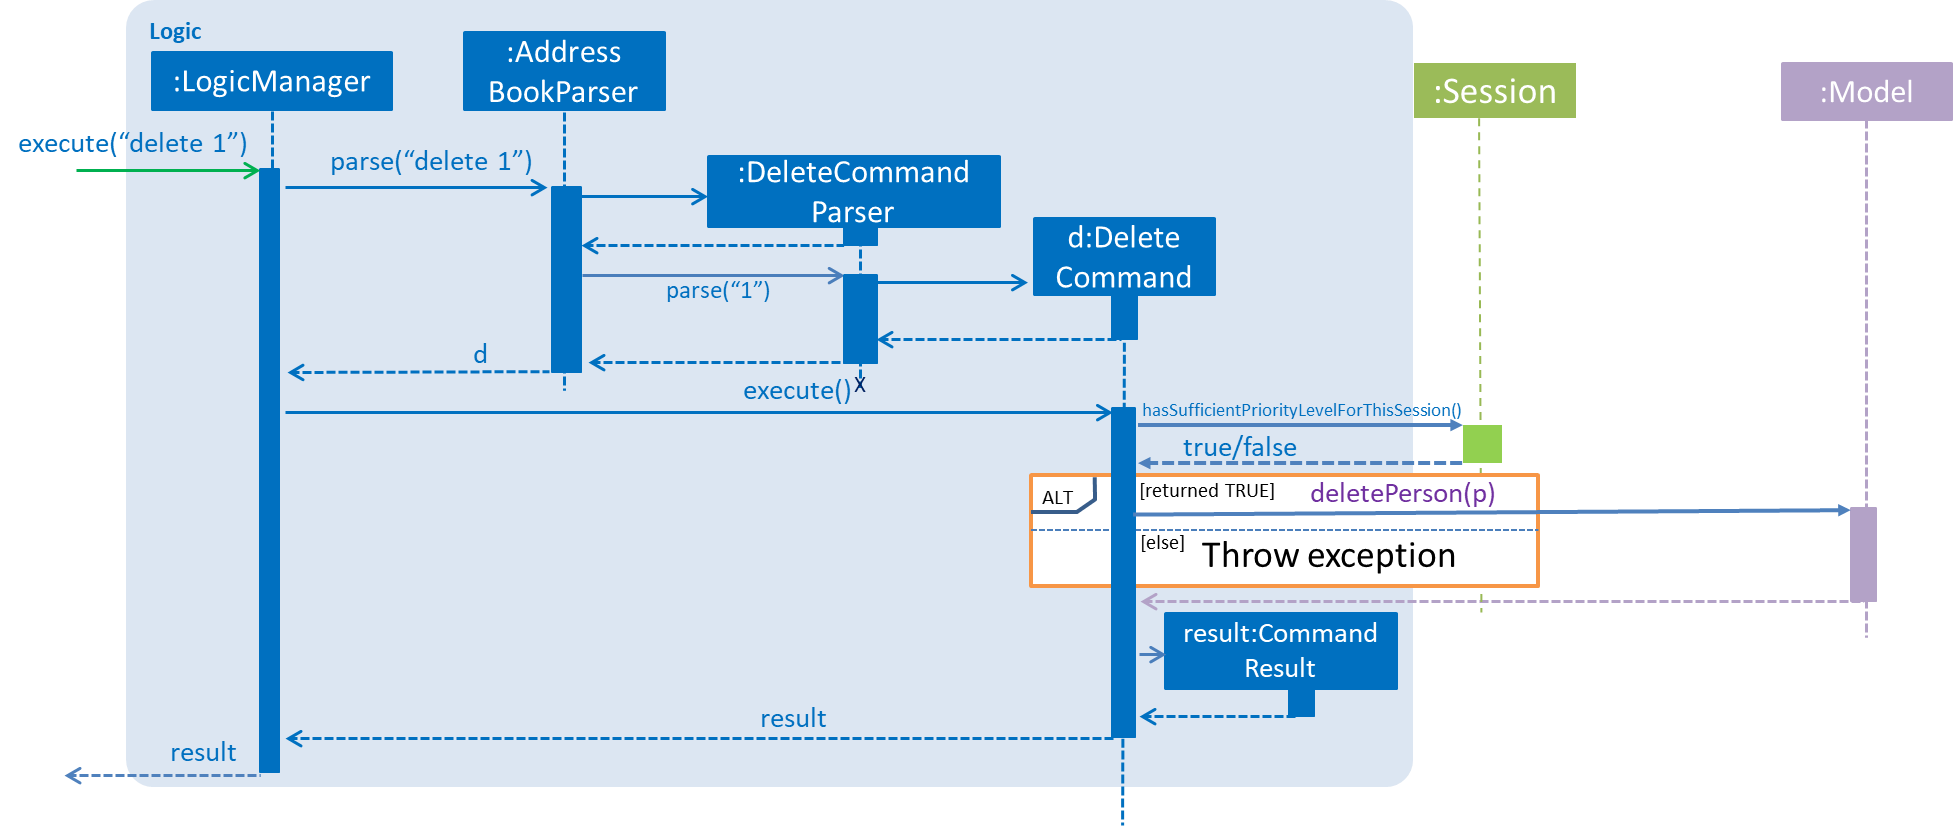 Logic
:LogicManager
:Address
BookParser
:Session
:Model
execute(“delete 1”)
parse(“delete 1”)
:DeleteCommand
Parser
d:Delete
Command
parse(“1”)
d
execute()
X
hasSufficientPriorityLevelForThisSession()
true/false
ALT
[returned TRUE]
deletePerson(p)
[else]
Throw exception
result:Command
Result
result
result